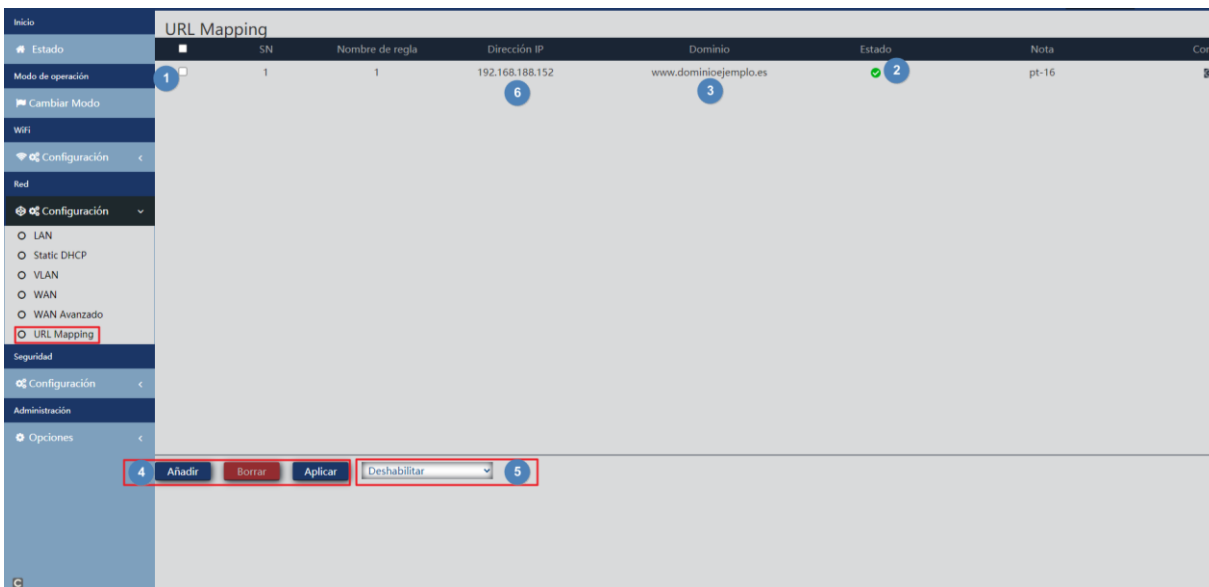 Inicio
Estado
Modo de operación
Cambiar Modo
WiFi
Configuración
Red
Configuración
LAN
Static DHCP
VLAN
WAN
WAN Avanzado
URL Mapping
Seguridad
Configuración
Administración
Opciones
URL Mapping
SN Nombre de regla Dirección IP Dominio Estado Nota
1 1 1 192.168.188.152 www.dominioejemplo.es 2 pt-16
6 3
4 Añadir Borrar Aplicar Deshabilitar 5